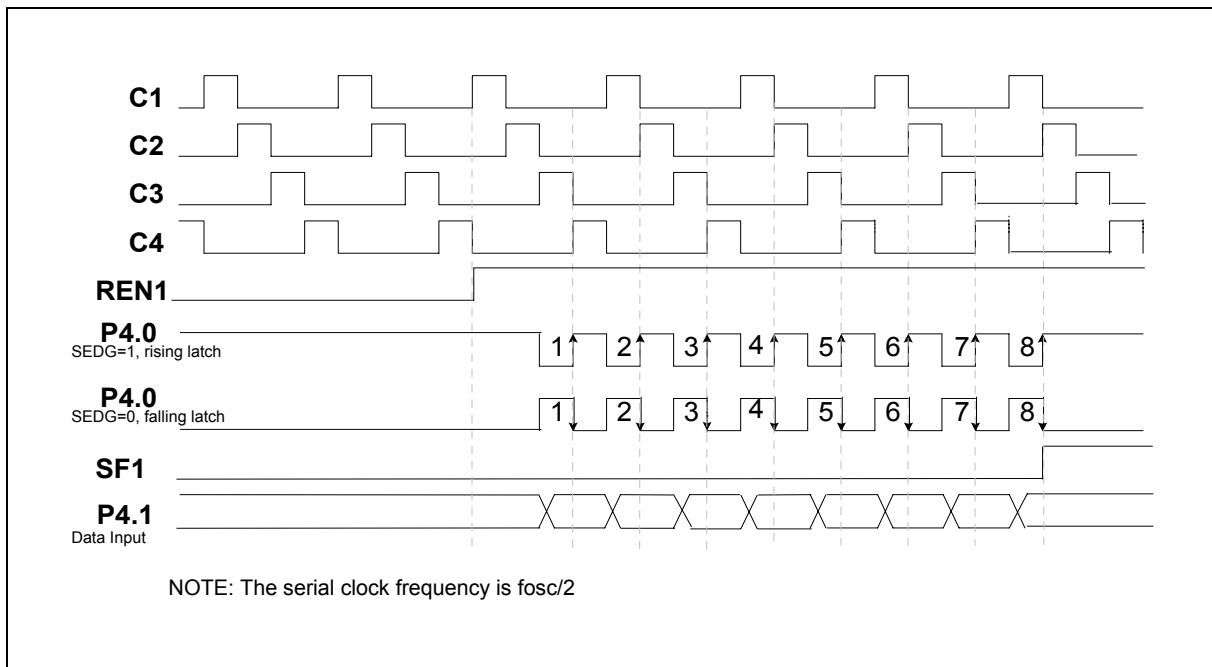 C1
C2
C3
C4
REN1
P4.0
SEDG=1, rising latch
1 2 3 4 5 6 7 8
P4.0
SEDG=0, falling latch
1 2 3 4 5 6 7 8
SF1
P4.1
Data Input
NOTE: The serial clock frequency is fosc/2